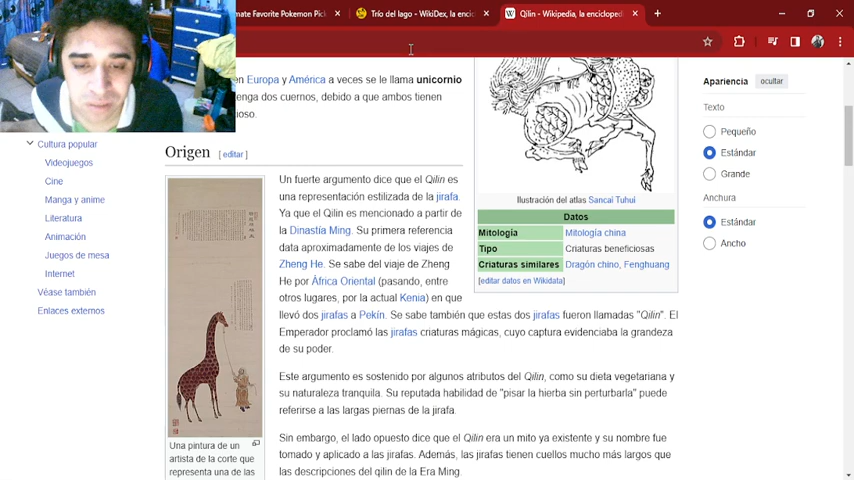 mate Favorite Pokemon Pic
Trío del lago - WikiDex, la enci
Qilin - Wikipedia, la enciclopedi
en Europa y América a veces se le llama unicornio
enga dos cuernos, debido a que ambos tienen
oso.
Origen [ editar ]
Cultura popular
Videojuegos
Cine
Manga y anime
Literatura
Animación
Juegos de mesa
Internet
Véase también
Enlaces externos
Un fuerte argumento dice que el Qilin es
una representación estilizada de la jirafa.
Ya que el Qilin es mencionado a partir de
la Dinastía Ming. Su primera referencia
data aproximadamente de los viajes de
Zheng He. Se sabe del viaje de Zheng
He por África Oriental (pasando, entre
otros lugares, por la actual Kenia) en que
llevó dos jirafas a Pekín. Se sabe también que estas dos jirafas fueron llamadas "Qilin". El
Emperador proclamó las jirafas criaturas mágicas, cuyo captura evidenciaba la grandeza
de su poder.
Este argumento es sostenido por algunos atributos del Qilin, como su dieta vegetariana y
su naturaleza tranquila. Su reputada habilidad de "pisar la hierba sin perturbarla" puede
referirse a las largas piernas de la jirafa.
Sin embargo, el lado opuesto dice que el Qilin era un mito ya existente y su nombre fue
tomado y aplicado a las jirafas. Además, las jirafas tienen cuellos mucho más largos que
las descripciones del qilin de la Era Ming.
Una pintura de un
artista de la corte que
representa una de las
Ilustración del atlas Sancai Tuhui
Datos
Mitología Mitología china
Tipo Criaturas beneficiosas
Criaturas similares Dragón chino, Fenghuang
[editar datos en Wikidata]
Apariencia ocultar
Texto
Pequeño
Estándar
Grande
Anchura
Estándar
Ancho